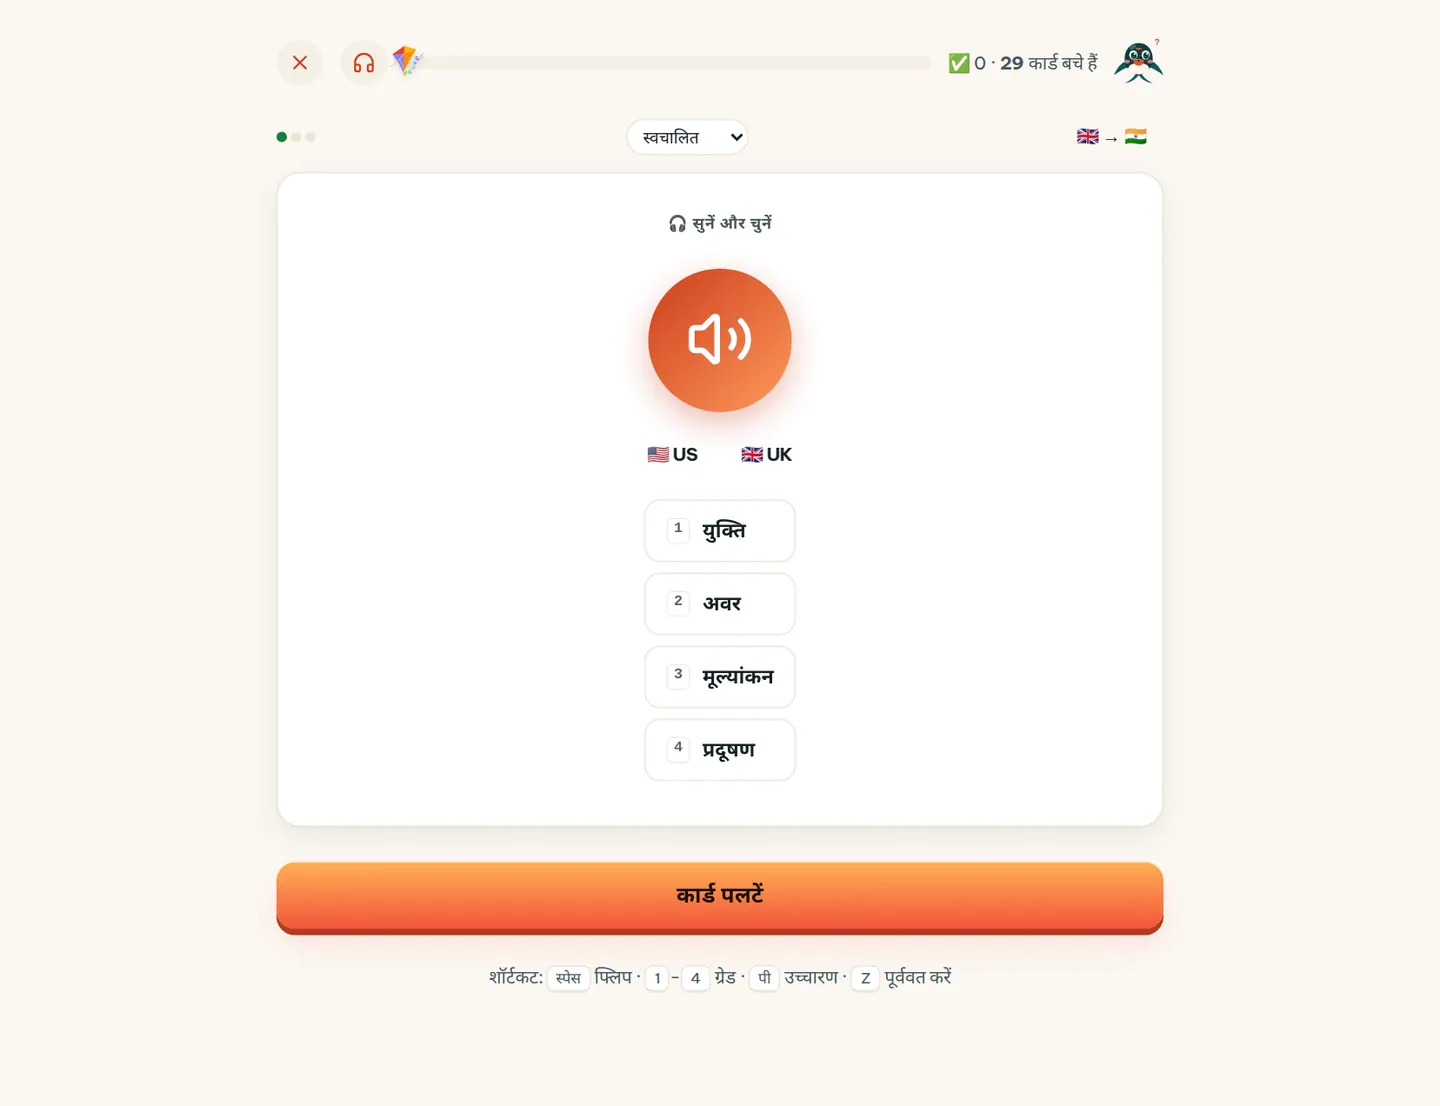 ✅ 0 · 29 कार्ड बचे हैं
स्वचालित
🇬🇧 → 🇮🇳
🎧 सुनें और चुनें
🇺🇸 US 🇬🇧 UK
1 युक्ति
2 अवर
3 मूल्यांकन
4 प्रदूषण
कार्ड पलटें
शॉर्टकट: स्पेस फ्लिप · 1 – 4 ग्रेड · पी उच्चारण · Z पूर्ववत करें